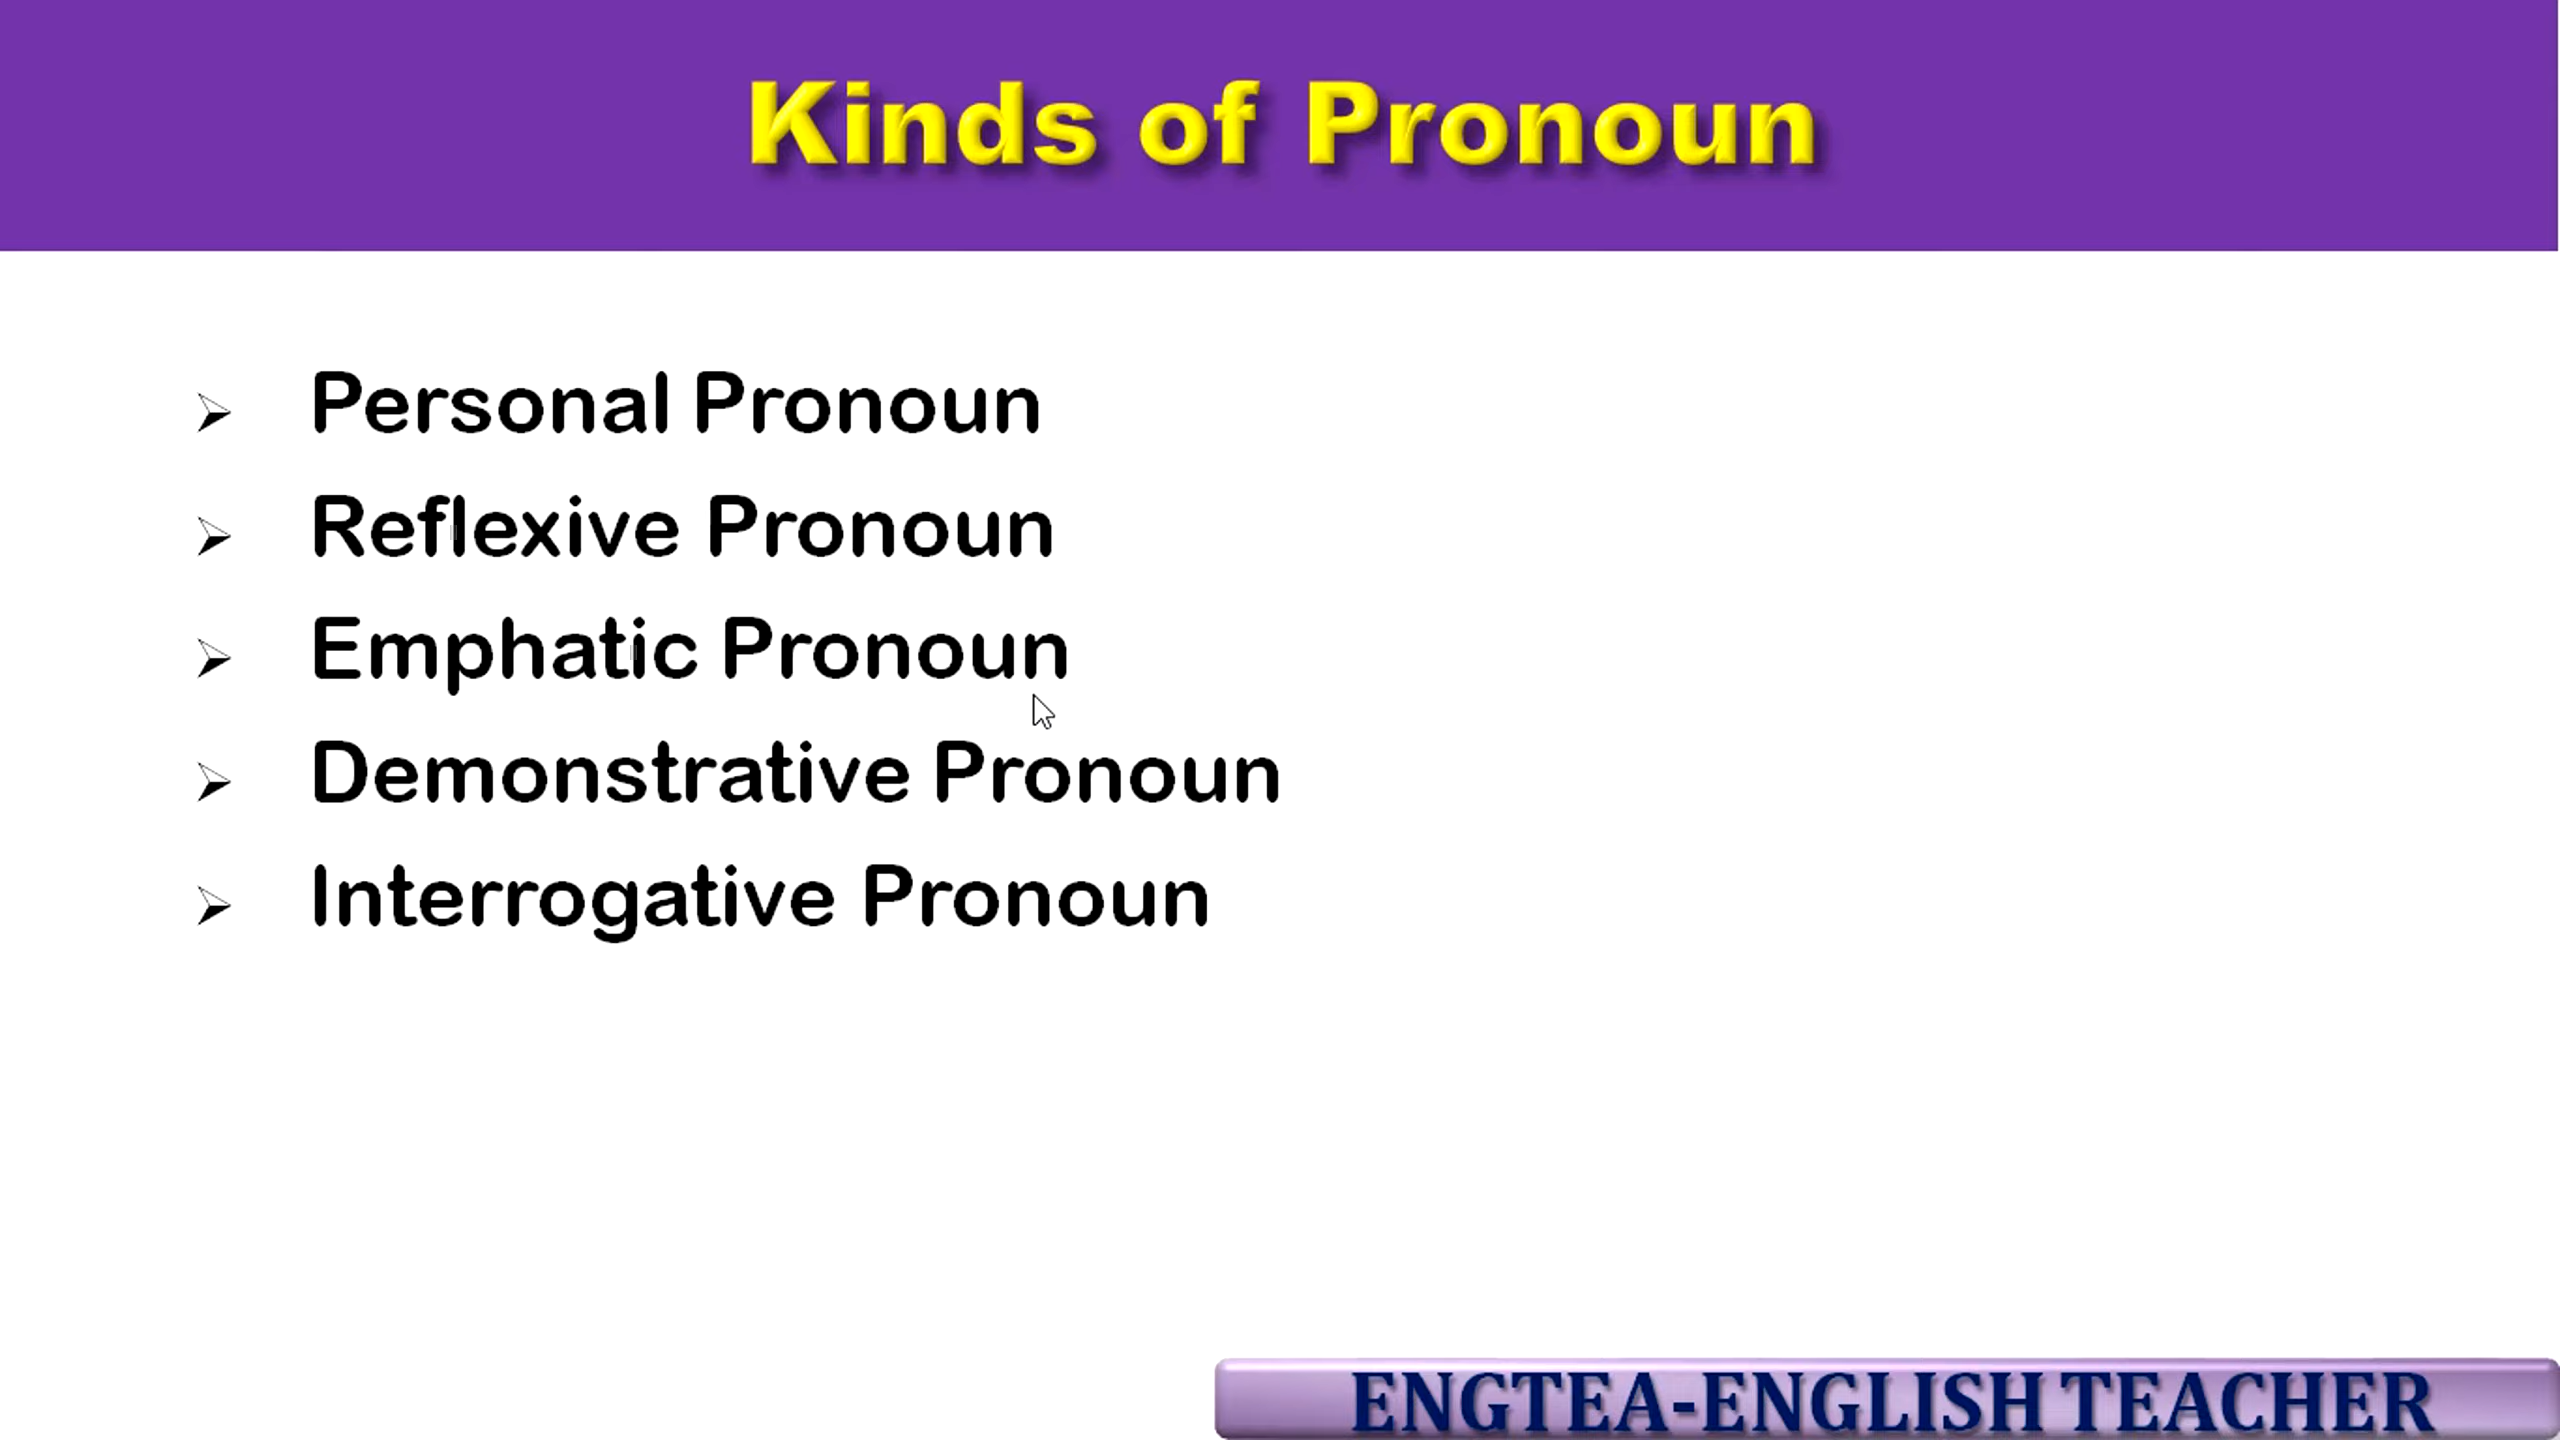 Kinds of Pronoun
➢ Personal Pronoun
➢ Reflexive Pronoun
➢ Emphatic Pronoun
➢ Demonstrative Pronoun
➢ Interrogative Pronoun
ENGTEA-ENGLISH TEACHER